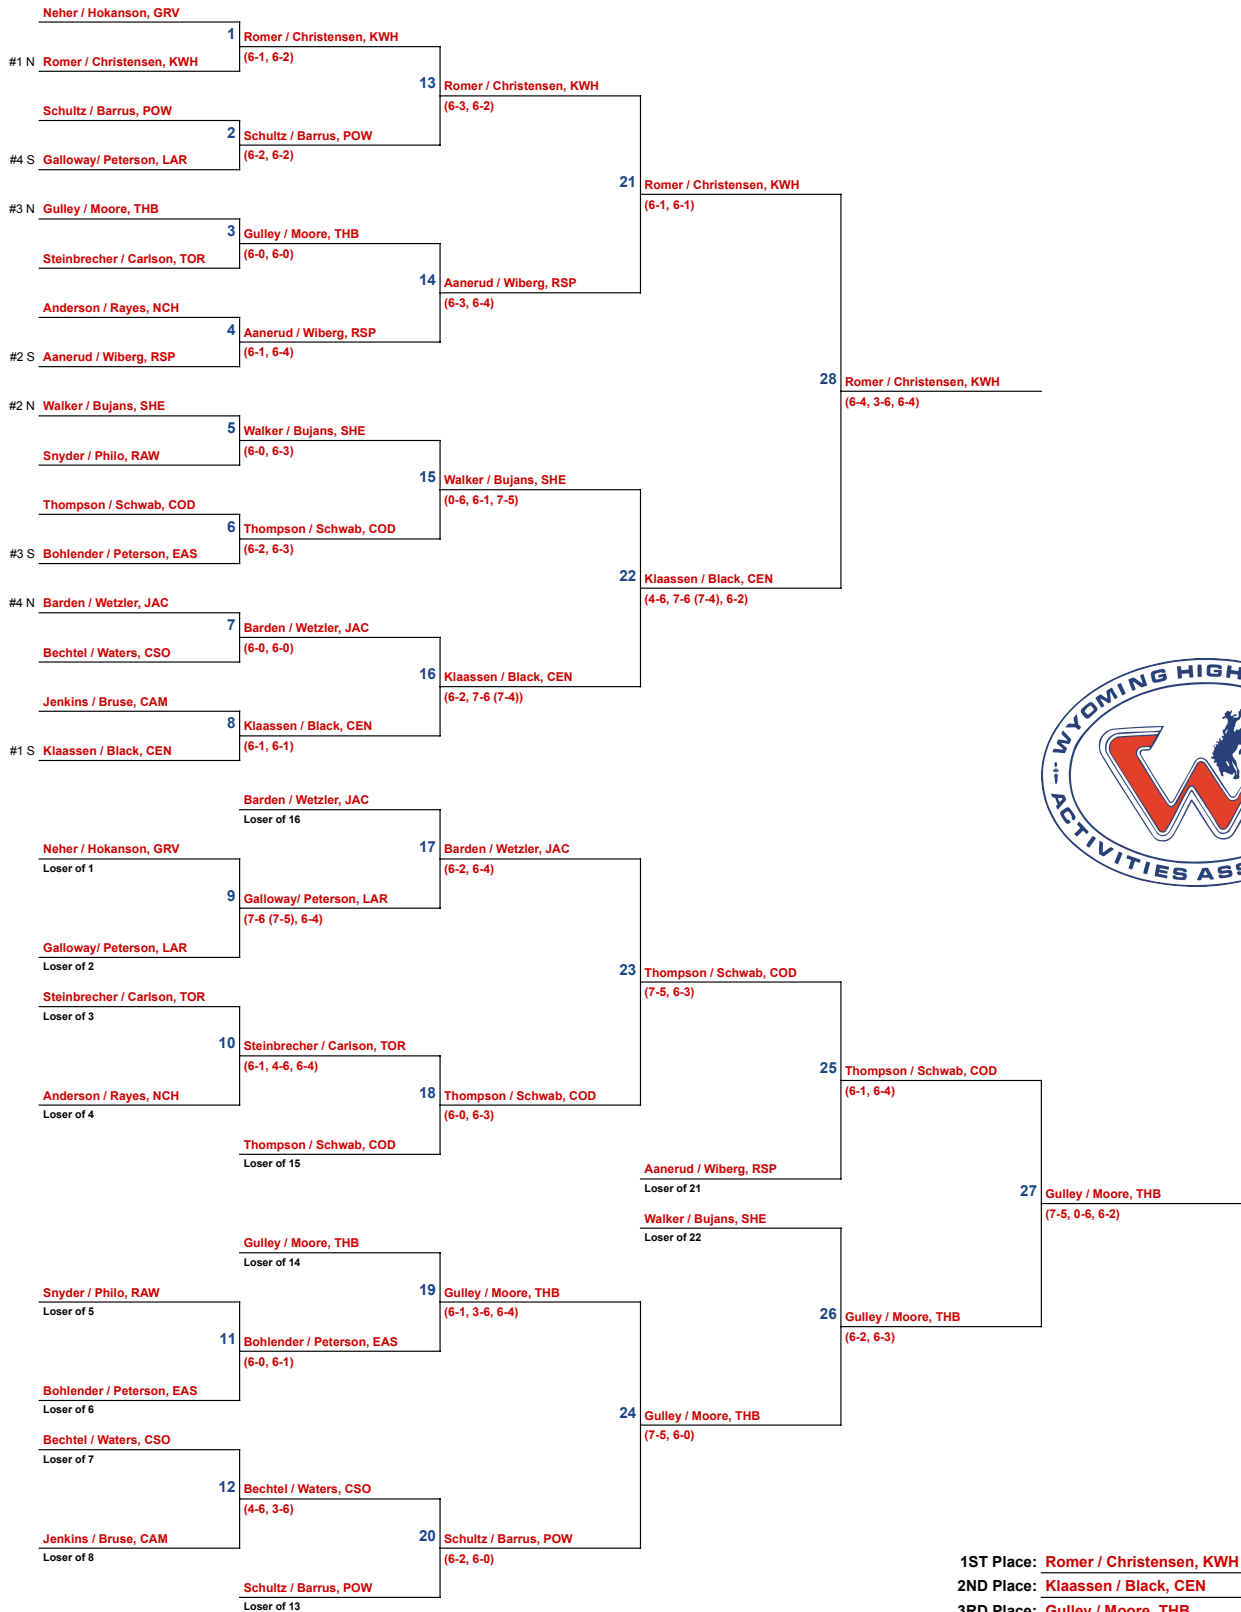 Neher / Hokanson, GRV
1 Romer / Christensen, KWH
(6-1, 6-2)
#1 N Romer / Christensen, KWH
13 Romer / Christensen, KWH
(6-3, 6-2)
Schultz / Barrus, POW
2 Schultz / Barrus, POW
(6-2, 6-2)
#4 S Galloway/ Peterson, LAR
21 Romer / Christensen, KWH
(6-1, 6-1)
#3 N Gulley / Moore, THB
3 Gulley / Moore, THB
(6-0, 6-0)
Steinbrecher / Carlson, TOR
14 Aanerud / Wiberg, RSP
(6-3, 6-4)
Anderson / Rayes, NCH
4 Aanerud / Wiberg, RSP
(6-1, 6-4)
#2 S Aanerud / Wiberg, RSP
28 Romer / Christensen, KWH
(6-4, 3-6, 6-4)
#2 N Walker / Bujans, SHE
5 Walker / Bujans, SHE
(6-0, 6-3)
Snyder / Philo, RAW
15 Walker / Bujans, SHE
(0-6, 6-1, 7-5)
Thompson / Schwab, COD
6 Thompson / Schwab, COD
(6-2, 6-3)
#3 S Bohlender / Peterson, EAS
22 Klaassen / Black, CEN
(4-6, 7-6 (7-4), 6-2)
#4 N Barden / Wetzler, JAC
7 Barden / Wetzler, JAC
(6-0, 6-0)
Bechtel / Waters, CSO
16 Klaassen / Black, CEN
(6-2, 7-6 (7-4))
Jenkins / Bruse, CAM
8 Klaassen / Black, CEN
(6-1, 6-1)
#1 S Klaassen / Black, CEN
WYOMING HIGH
W
ACTIVITIES ASS
Barden / Wetzler, JAC
Loser of 16
17 Barden / Wetzler, JAC
(6-2, 6-4)
Neher / Hokanson, GRV
Loser of 1
9 Galloway/ Peterson, LAR
(7-6 (7-5), 6-4)
Galloway/ Peterson, LAR
Loser of 2
23 Thompson / Schwab, COD
(7-5, 6-3)
Steinbrecher / Carlson, TOR
Loser of 3
10 Steinbrecher / Carlson, TOR
(6-1, 4-6, 6-4)
Anderson / Rayes, NCH
Loser of 4
18 Thompson / Schwab, COD
(6-0, 6-3)
Thompson / Schwab, COD
Loser of 15
25 Thompson / Schwab, COD
(6-1, 6-4)
Aanerud / Wiberg, RSP
Loser of 21
27 Gulley / Moore, THB
(7-5, 0-6, 6-2)
Walker / Bujans, SHE
Loser of 22
Gulley / Moore, THB
Loser of 14
19 Gulley / Moore, THB
(6-1, 3-6, 6-4)
Snyder / Philo, RAW
Loser of 5
26 Gulley / Moore, THB
(6-2, 6-3)
11 Bohlender / Peterson, EAS
(6-0, 6-1)
Bohlender / Peterson, EAS
Loser of 6
24 Gulley / Moore, THB
(7-5, 6-0)
Bechtel / Waters, CSO
Loser of 7
12 Bechtel / Waters, CSO
(4-6, 3-6)
Jenkins / Bruse, CAM
Loser of 8
20 Schultz / Barrus, POW
(6-2, 6-0)
Schultz / Barrus, POW
Loser of 13
1ST Place: Romer / Christensen, KWH
2ND Place: Klaassen / Black, CEN
3RD Place: Gulley / Moore, THB